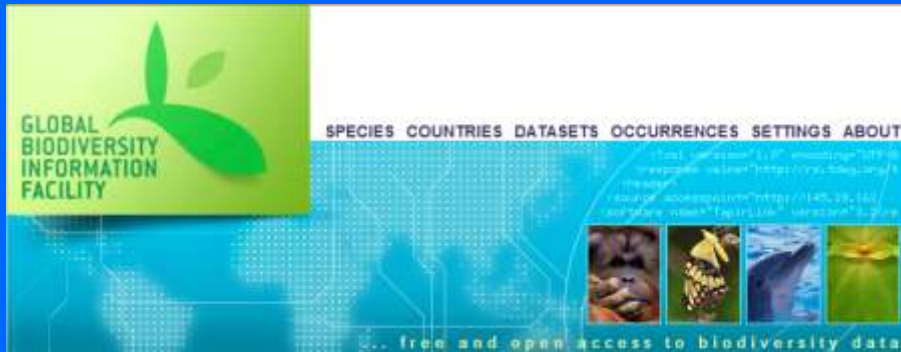 GLOBAL
BIODIVERSITY
INFORMATION
FACILITY
SPECIES COUNTRIES DATASETS OCCURRENCES SETTINGS ABOUT
... free and open access to biodiversity data